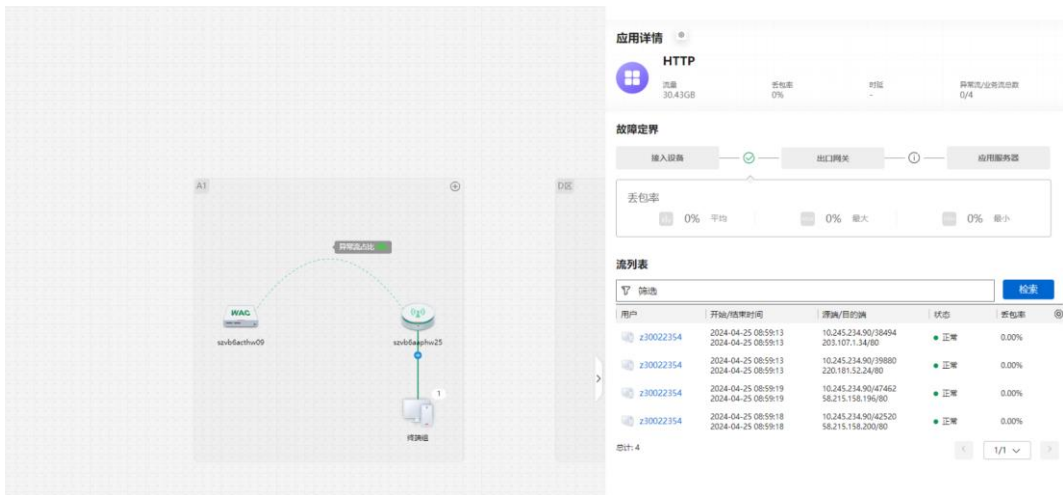 A1
D区
异常流占比
WAC
szvb6acthw09
szvb6aaphw25
1
终端组
应用详情
HTTP
流量 丢包率 时延 异常流/业务流总数
30.43GB 0% - 0/4
故障定界
接入设备 出口网关 应用服务器
丢包率
0% 平均 0% 最大 0% 最小
流列表
筛选 检索
用户 开始/结束时间 源端/目的端 状态 丢包率
z30022354 2024-04-25 08:59:13 10.245.234.90/38494 正常 0.00%
2024-04-25 08:59:13 203.107.1.34/80
z30022354 2024-04-25 08:59:13 10.245.234.90/39880 正常 0.00%
2024-04-25 08:59:13 220.181.52.24/80
z30022354 2024-04-25 08:59:19 10.245.234.90/47462 正常 0.00%
2024-04-25 08:59:19 58.215.158.196/80
z30022354 2024-04-25 08:59:18 10.245.234.90/42520 正常 0.00%
2024-04-25 08:59:18 58.215.158.200/80
总计: 4 1/1